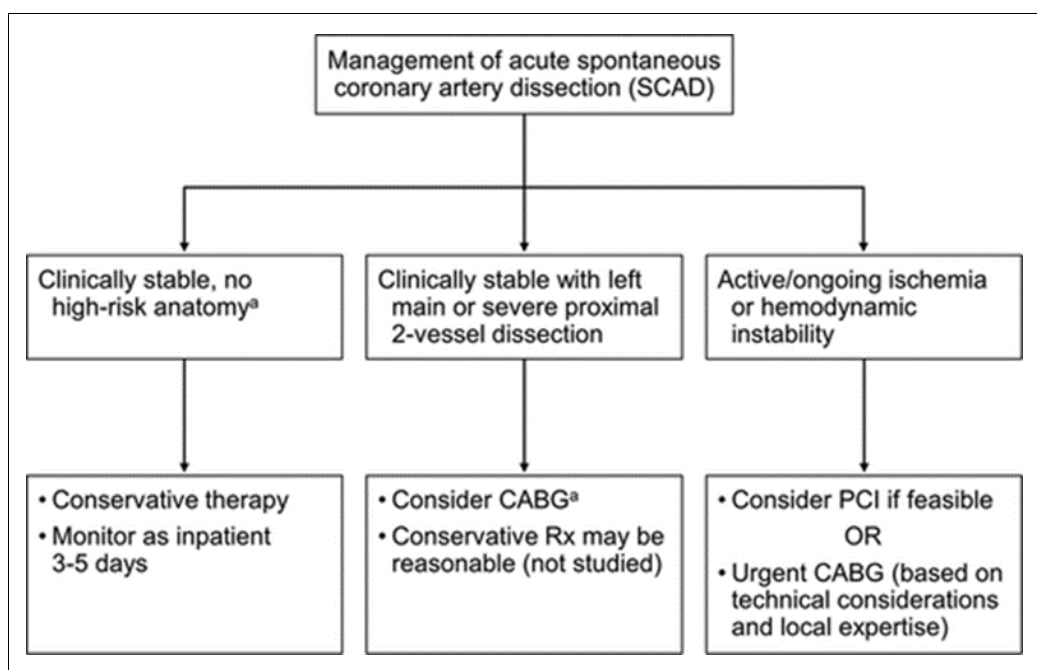 Management of acute spontaneous
coronary artery dissection (SCAD)
Clinically stable, no
high-risk anatomyᵃ
Clinically stable with left
main or severe proximal
2-vessel dissection
Active/ongoing ischemia
or hemodynamic
instability
• Conservative therapy
• Monitor as inpatient
3-5 days
• Consider CABGᵃ
• Conservative Rx may be
reasonable (not studied)
• Consider PCI if feasible
OR
• Urgent CABG (based on
technical considerations
and local expertise)